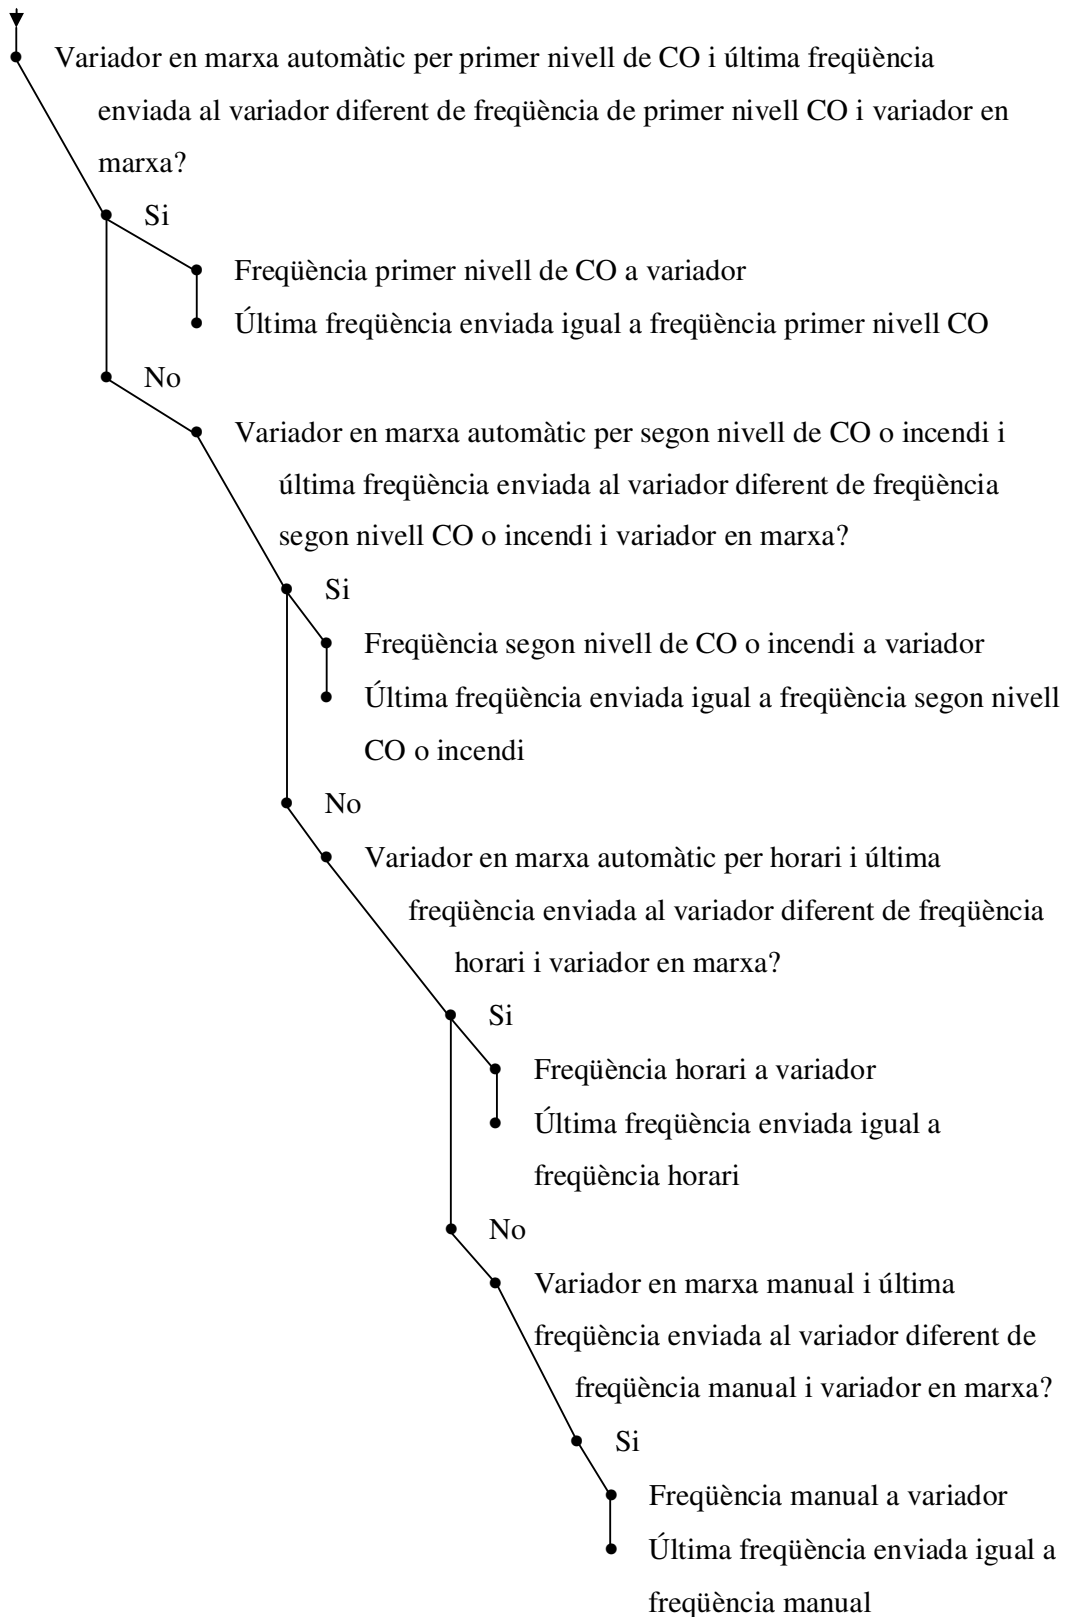 Variador en marxa automàtic per primer nivell de CO i última freqüència
enviada al variador diferent de freqüència de primer nivell CO i variador en
marxa?
Si
Freqüència primer nivell de CO a variador
Última freqüència enviada igual a freqüència primer nivell CO
No
Variador en marxa automàtic per segon nivell de CO o incendi i
última freqüència enviada al variador diferent de freqüència
segon nivell CO o incendi i variador en marxa?
Si
Freqüència segon nivell de CO o incendi a variador
Última freqüència enviada igual a freqüència segon nivell
CO o incendi
No
Variador en marxa automàtic per horari i última
freqüència enviada al variador diferent de freqüència
horari i variador en marxa?
Si
Freqüència horari a variador
Última freqüència enviada igual a
freqüència horari
No
Variador en marxa manual i última
freqüència enviada al variador diferent de
freqüència manual i variador en marxa?
Si
Freqüència manual a variador
Última freqüència enviada igual a
freqüència manual